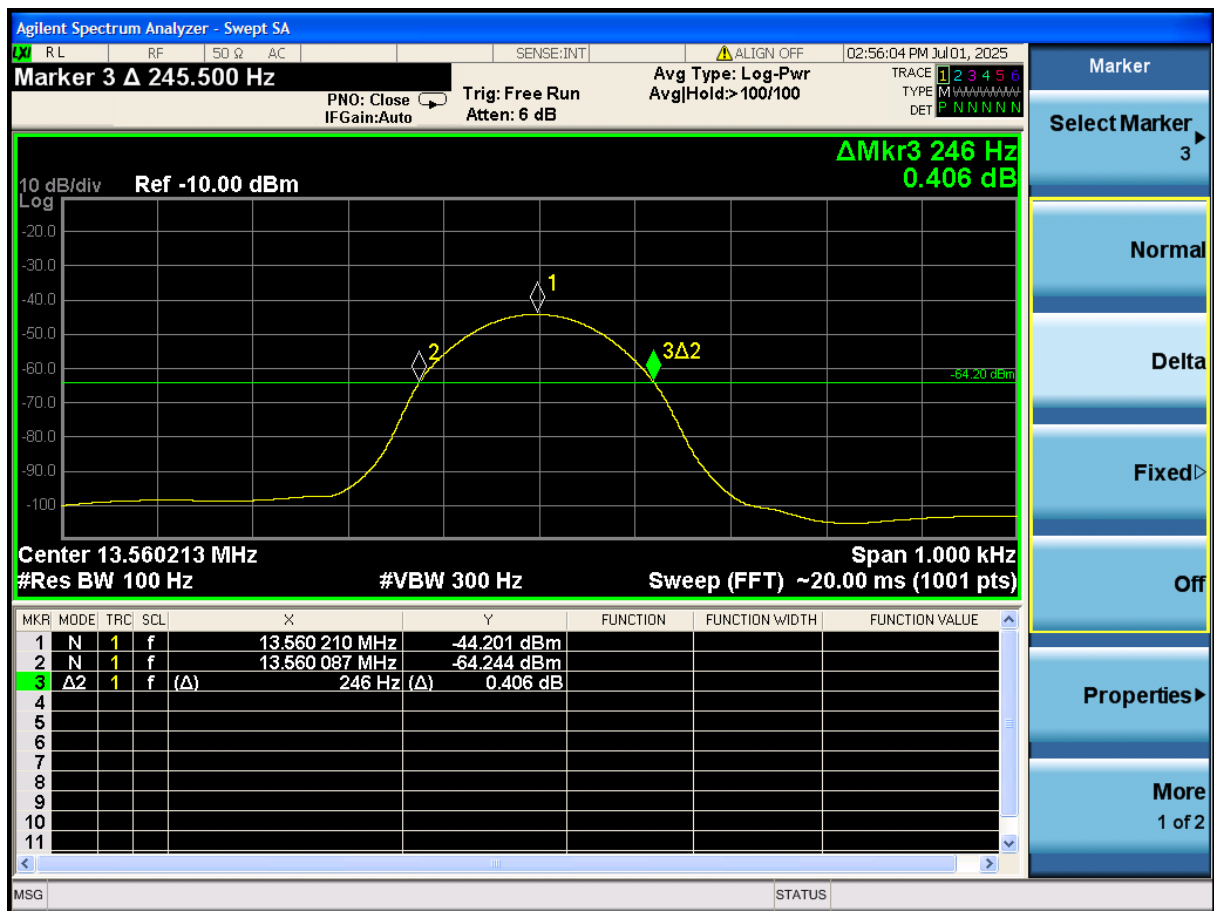 Agilent Spectrum Analyzer - Swept SA
LXI RL RF 50 Ω AC SENSE:INT ALIGN OFF 02:56:04 PM Jul 01, 2025
Marker 3 Δ 245.500 Hz
PNO: Close
IFGain:Auto
Trig: Free Run
Atten: 6 dB
Avg Type: Log-Pwr
Avg|Hold:> 100/100
TRACE 1 2 3 4 5 6
TYPE M WWWWW
DET P N N N N N
ΔMkr3 246 Hz
0.406 dB
10 dB/div Ref -10.00 dBm
Log
-20.0
-30.0
-40.0
-50.0
-60.0
-70.0
-80.0
-90.0
-100
1
2
3Δ2
-64.20 dBm
Center 13.560213 MHz Span 1.000 kHz
#Res BW 100 Hz #VBW 300 Hz Sweep (FFT) ~20.00 ms (1001 pts)
MKR MODE TRC SCL X Y FUNCTION FUNCTION WIDTH FUNCTION VALUE
1 N 1 f 13.560 210 MHz -44.201 dBm
2 N 1 f 13.560 087 MHz -64.244 dBm
3 Δ2 1 f (Δ) 246 Hz (Δ) 0.406 dB
4
5
6
7
8
9
10
11
MSG STATUS
Marker
Select Marker
3
Normal
Delta
Fixed
Off
Properties
More
1 of 2